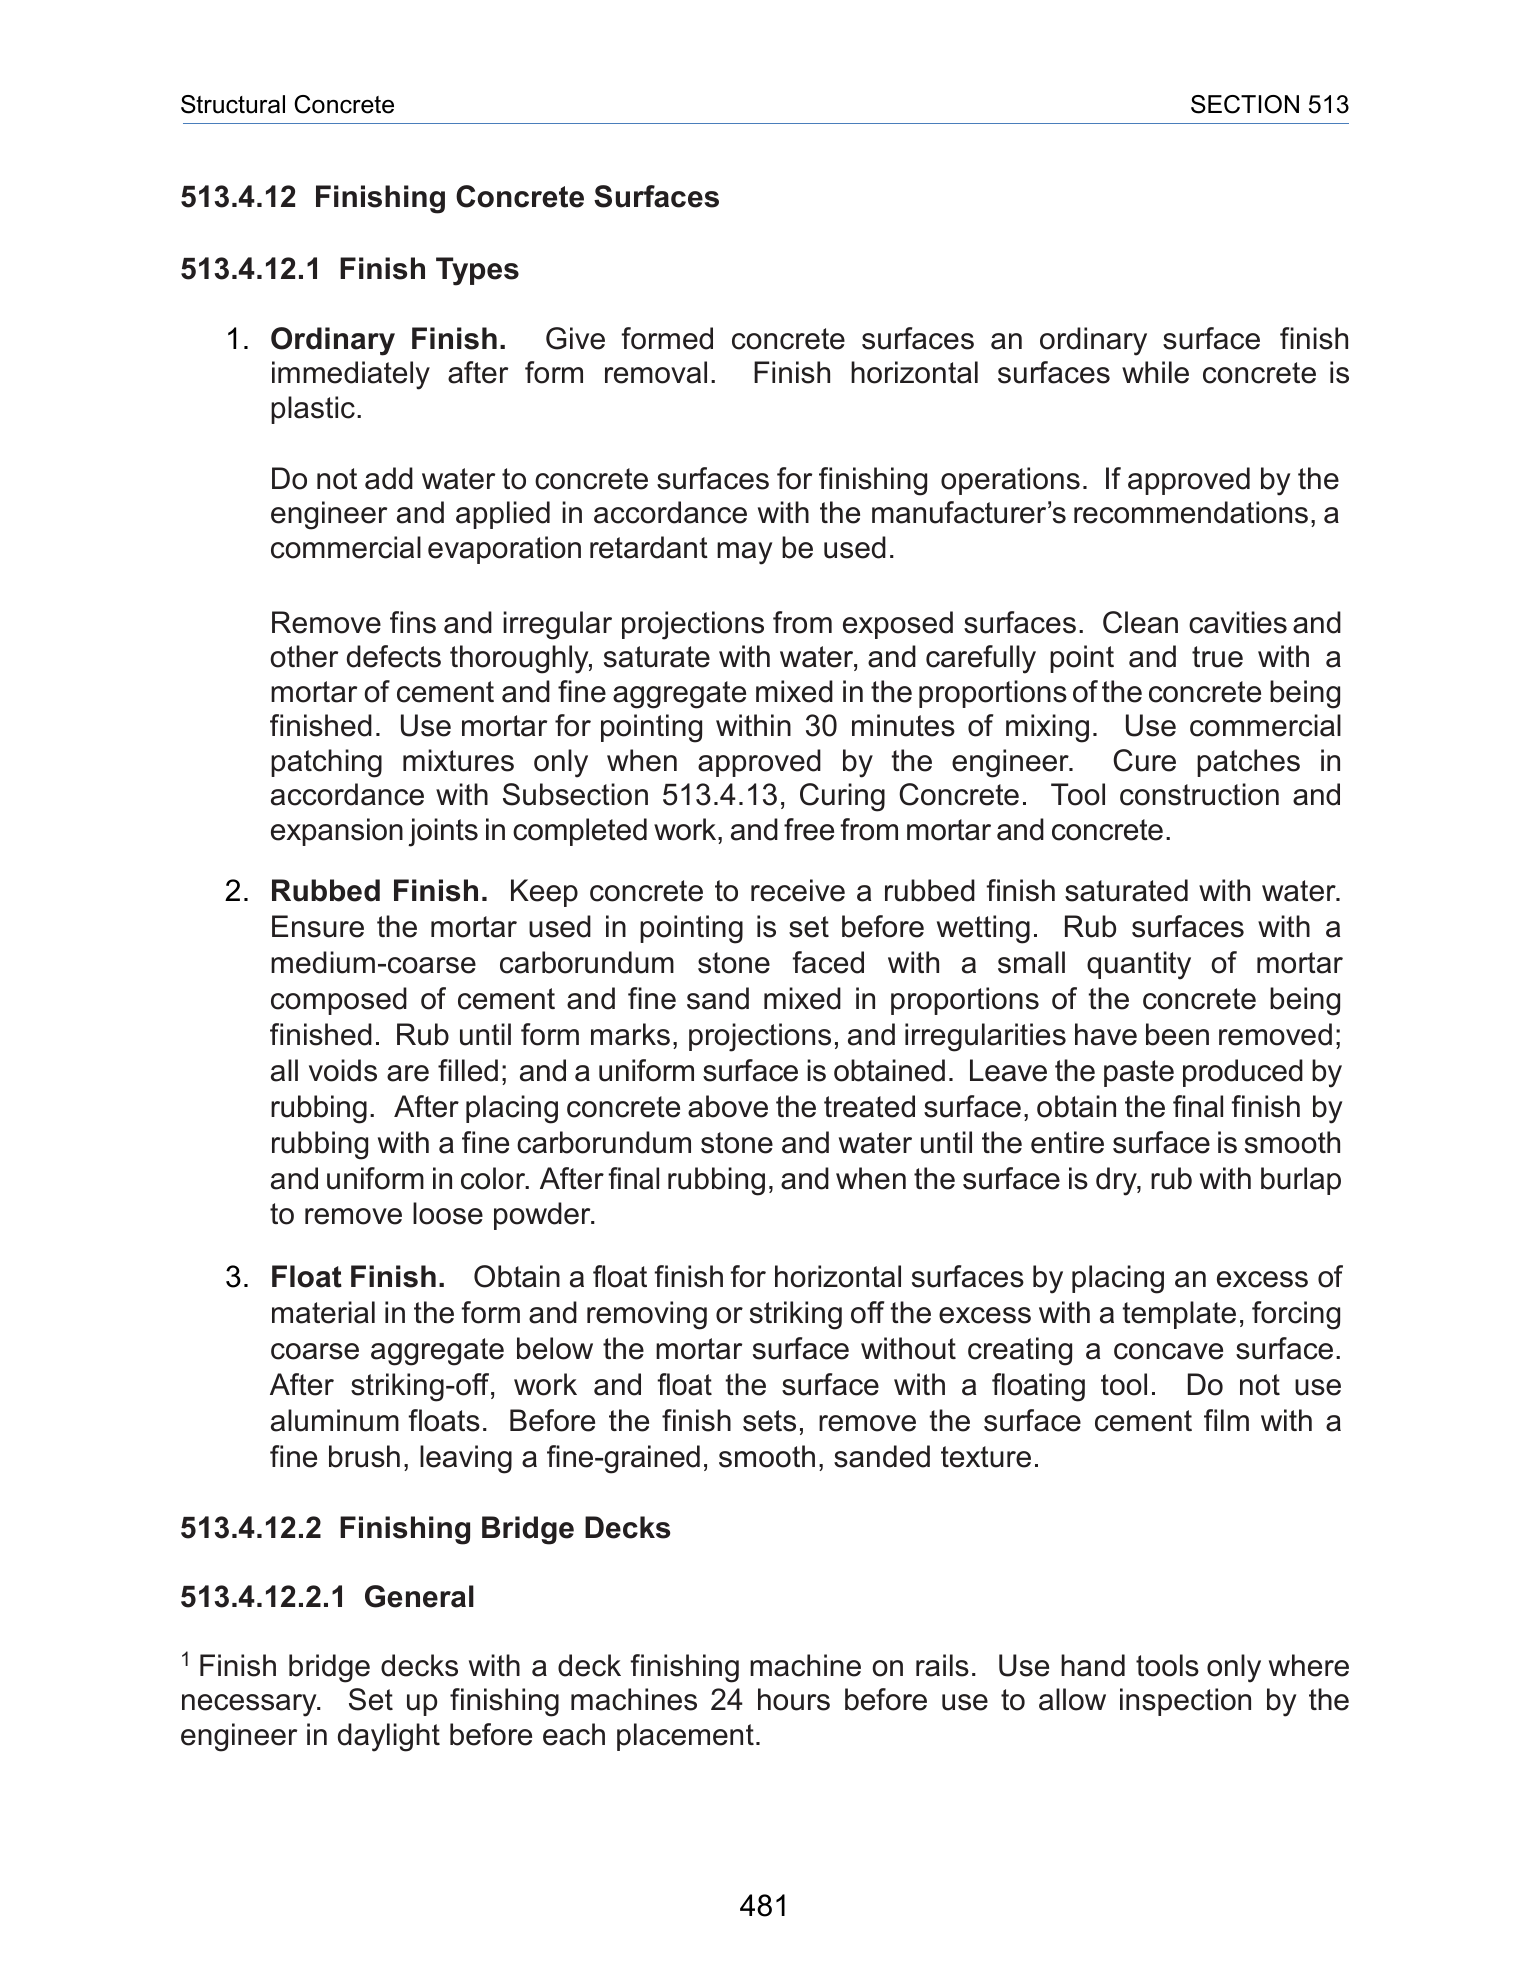 Structural Concrete SECTION 513
513.4.12 Finishing Concrete Surfaces
513.4.12.1 Finish Types
1. Ordinary Finish. Give formed concrete surfaces an ordinary surface finish
immediately after form removal. Finish horizontal surfaces while concrete is
plastic.
Do not add water to concrete surfaces for finishing operations. If approved by the
engineer and applied in accordance with the manufacturer’s recommendations, a
commercial evaporation retardant may be used.
Remove fins and irregular projections from exposed surfaces. Clean cavities and
other defects thoroughly, saturate with water, and carefully point and true with a
mortar of cement and fine aggregate mixed in the proportions of the concrete being
finished. Use mortar for pointing within 30 minutes of mixing. Use commercial
patching mixtures only when approved by the engineer. Cure patches in
accordance with Subsection 513.4.13, Curing Concrete. Tool construction and
expansion joints in completed work, and free from mortar and concrete.
2. Rubbed Finish. Keep concrete to receive a rubbed finish saturated with water.
Ensure the mortar used in pointing is set before wetting. Rub surfaces with a
medium-coarse carborundum stone faced with a small quantity of mortar
composed of cement and fine sand mixed in proportions of the concrete being
finished. Rub until form marks, projections, and irregularities have been removed;
all voids are filled; and a uniform surface is obtained. Leave the paste produced by
rubbing. After placing concrete above the treated surface, obtain the final finish by
rubbing with a fine carborundum stone and water until the entire surface is smooth
and uniform in color. After final rubbing, and when the surface is dry, rub with burlap
to remove loose powder.
3. Float Finish. Obtain a float finish for horizontal surfaces by placing an excess of
material in the form and removing or striking off the excess with a template, forcing
coarse aggregate below the mortar surface without creating a concave surface.
After striking-off, work and float the surface with a floating tool. Do not use
aluminum floats. Before the finish sets, remove the surface cement film with a
fine brush, leaving a fine-grained, smooth, sanded texture.
513.4.12.2 Finishing Bridge Decks
513.4.12.2.1 General
1 Finish bridge decks with a deck finishing machine on rails. Use hand tools only where
necessary. Set up finishing machines 24 hours before use to allow inspection by the
engineer in daylight before each placement.
481